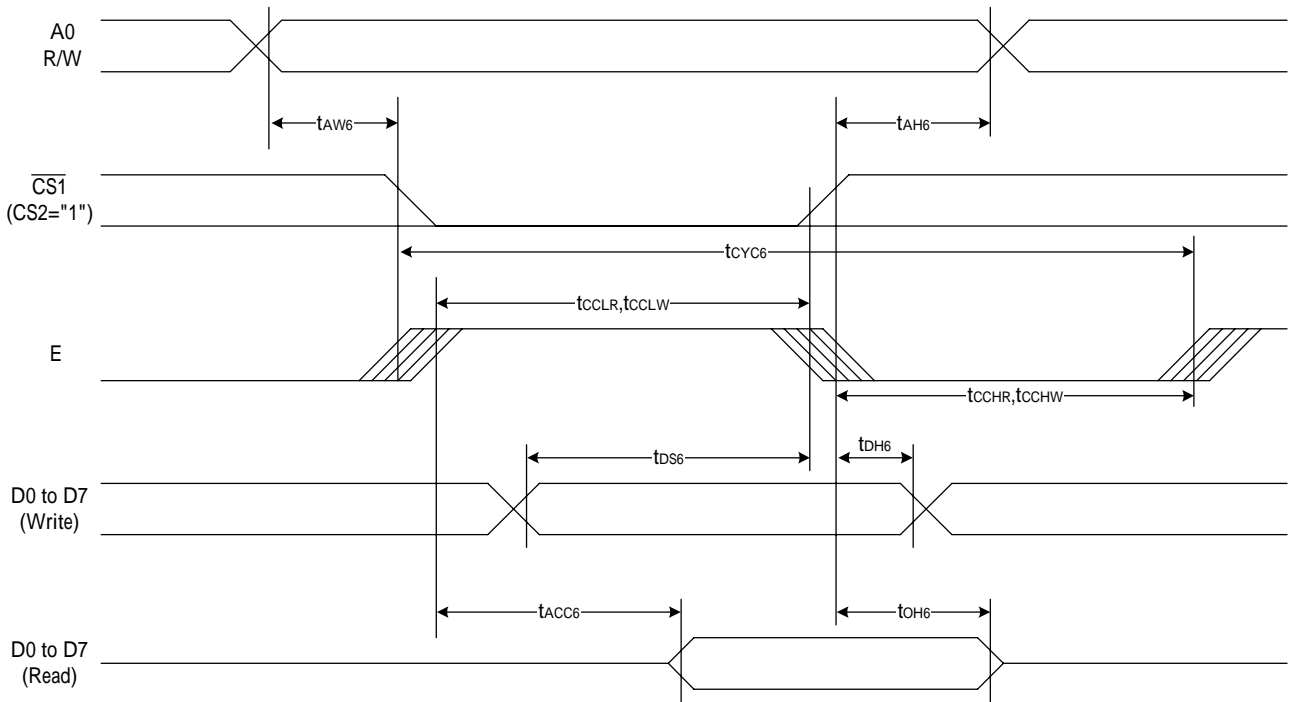 A0
R/W
tAW6
tAH6
CS1
(CS2="1")
tCYC6
tCCLR,tCCLW
E
tCCHR,tCCHW
tDS6
tDH6
D0 to D7
(Write)
tACC6
tOH6
D0 to D7
(Read)